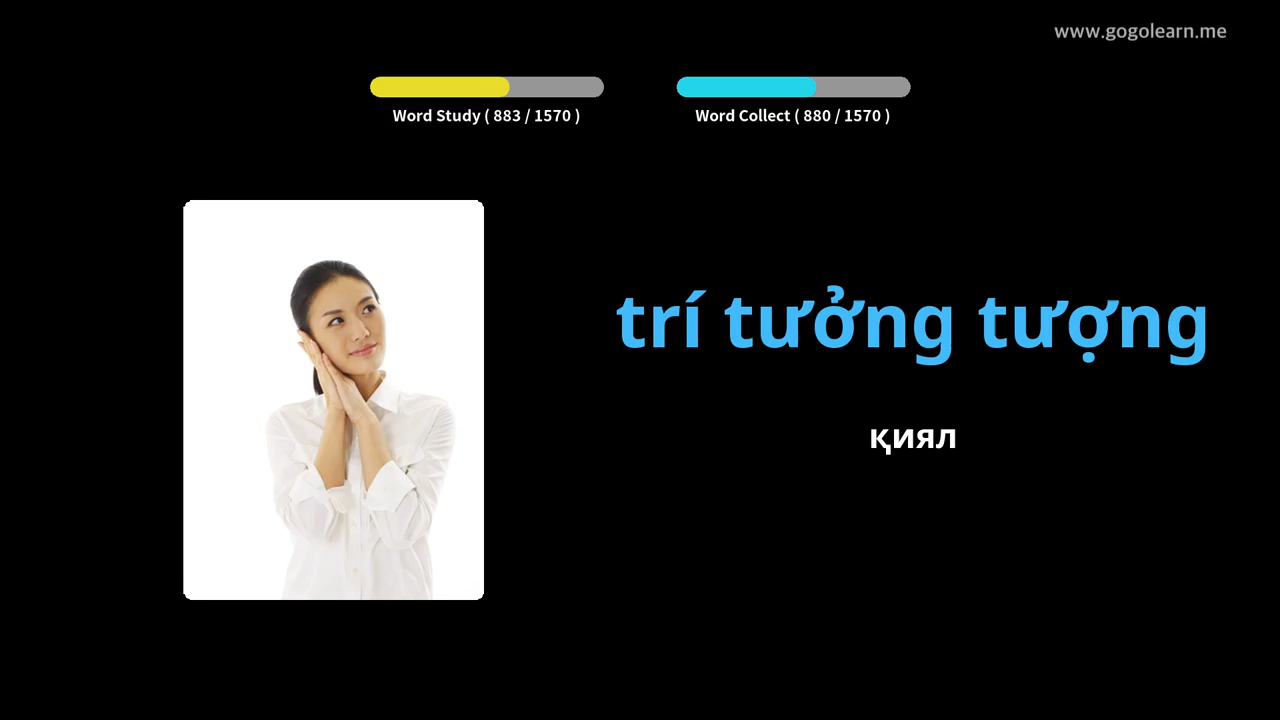 www.gogolearn.me
Word Study ( 883 / 1570 )
Word Collect ( 880 / 1570 )
trí tưởng tượng
қиял